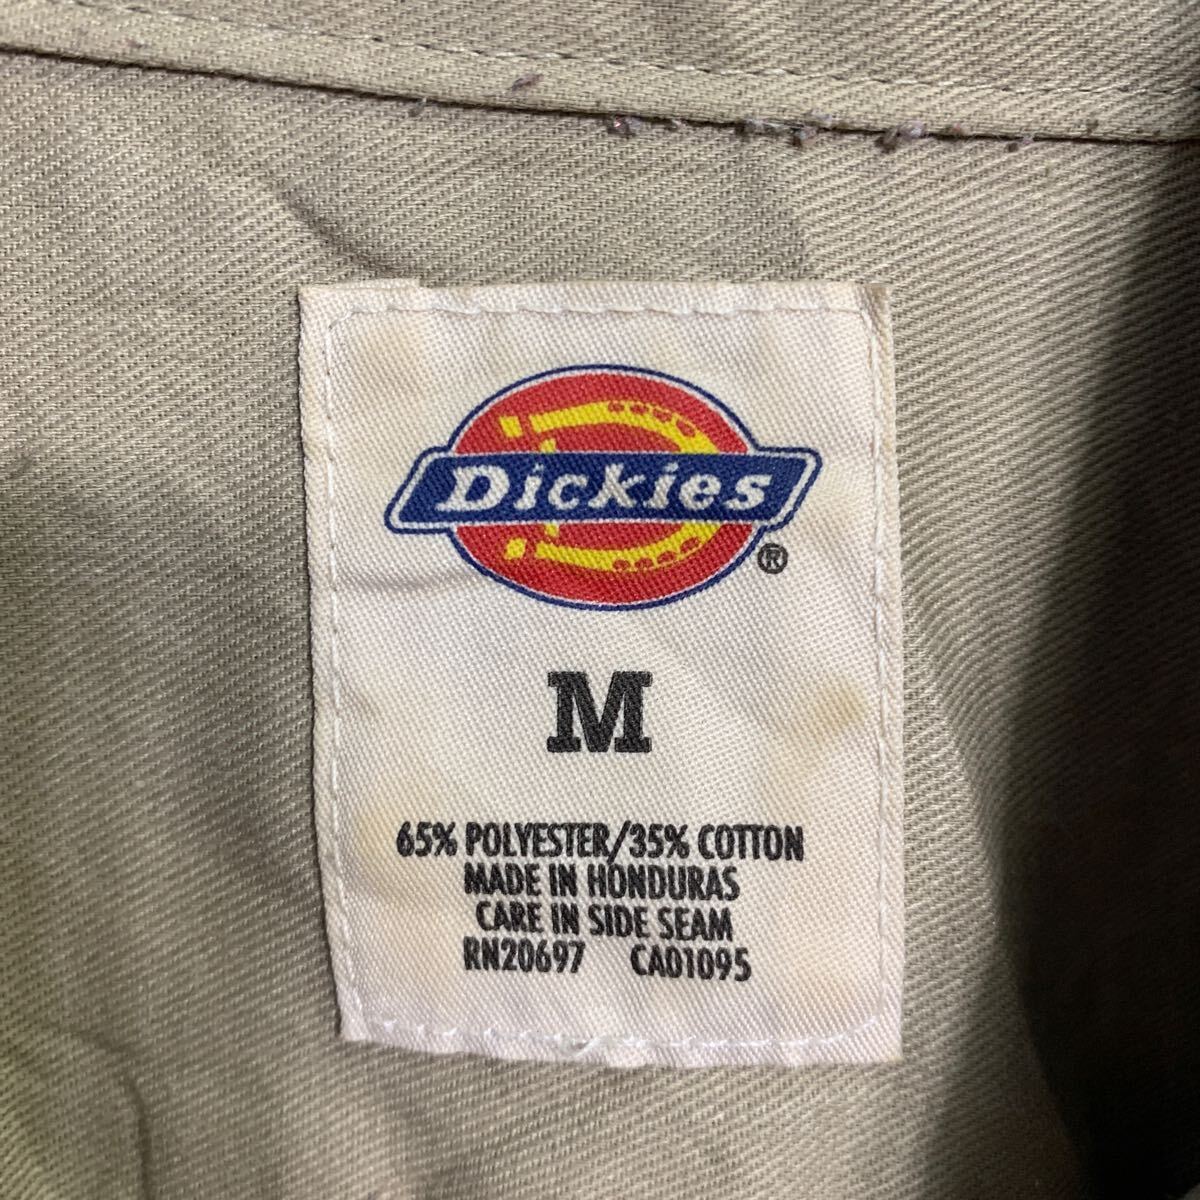 Dickies
®
M
65% POLYESTER/35% COTTON
MADE IN HONDURAS
CARE IN SIDE SEAM
RN20697 CA01095